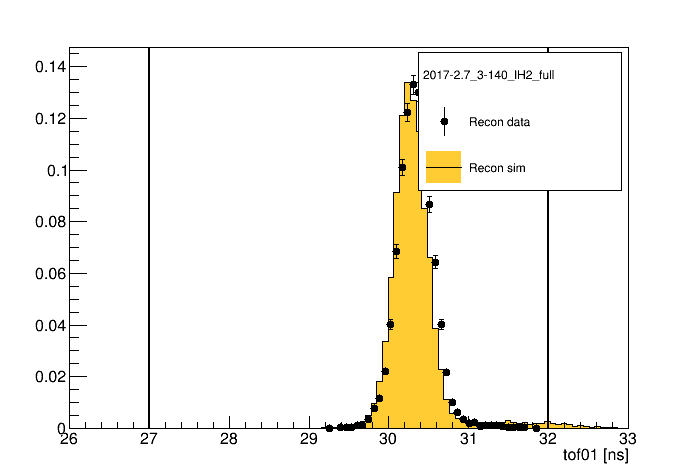 2017-2.7_3-140_IH2_full
Recon data
Recon sim
0.14
0.12
0.1
0.08
0.06
0.04
0.02
0
26 27 28 29 30 31 32 33
tof01 [ns]